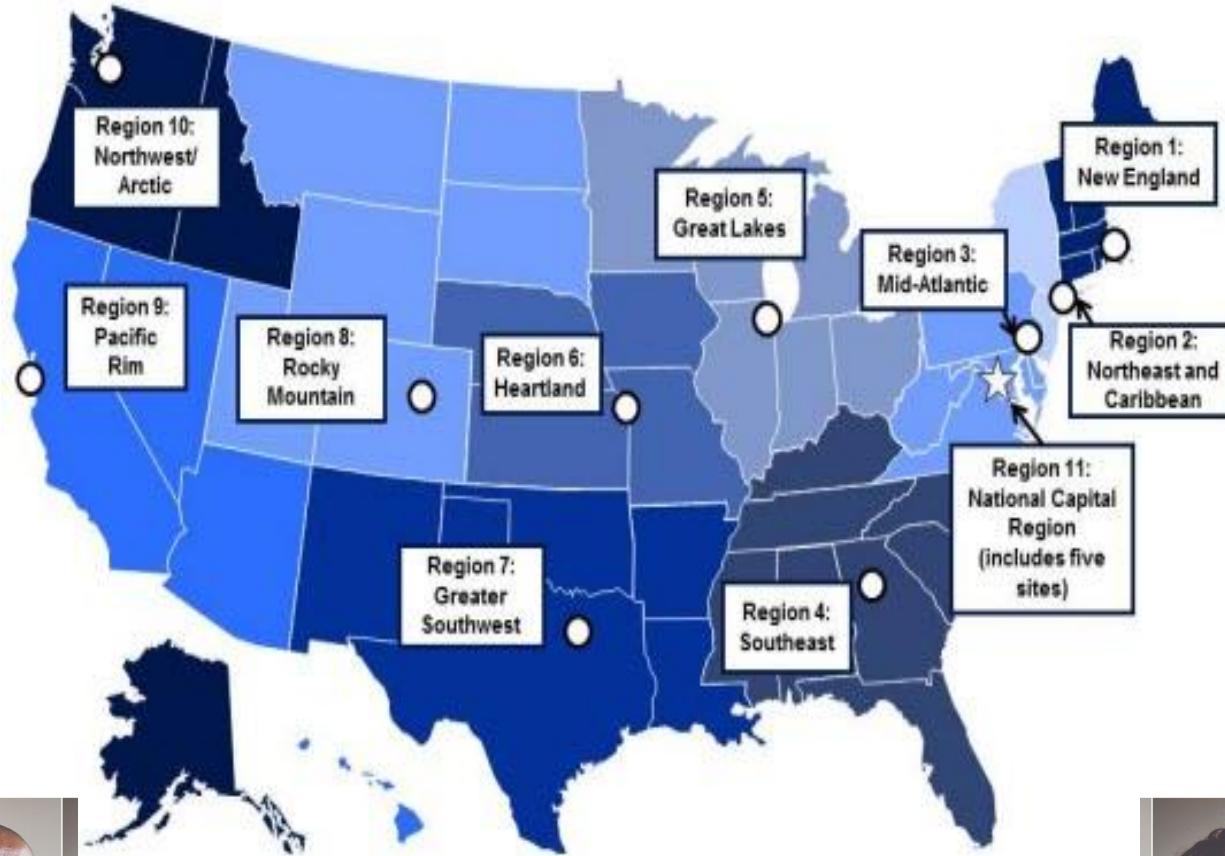 Region 10:
Northwest/
Arctic
Region 9:
Pacific
Rim
Region 8:
Rocky
Mountain
Region 6:
Heartland
Region 5:
Great Lakes
Region 3:
Mid-Atlantic
Region 1:
New England
Region 2:
Northeast and
Caribbean
Region 11:
National Capital
Region
(includes five
sites)
Region 7:
Greater
Southwest
Region 4:
Southeast